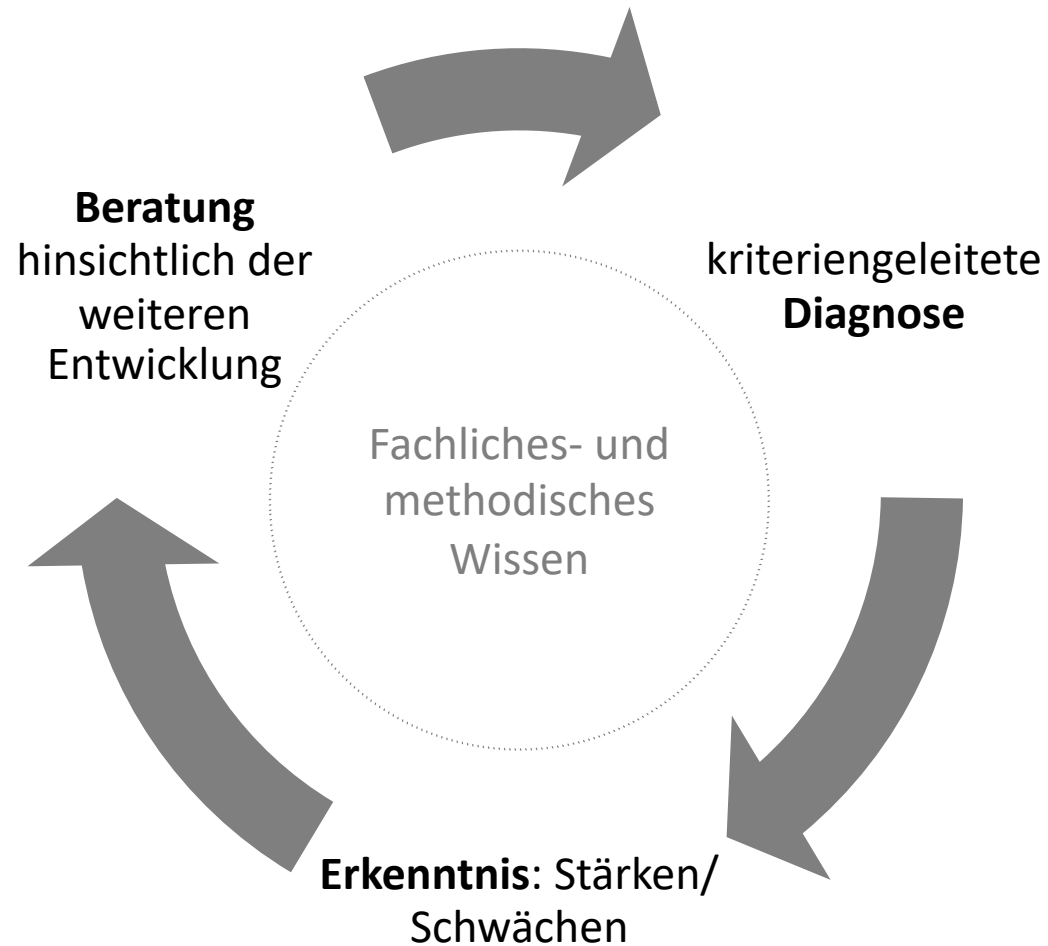 Beratung
hinsichtlich der
weiteren
Entwicklung
kriteriengeleitete
Diagnose
Fachliches- und
methodisches
Wissen
Erkenntnis: Stärken/
Schwächen